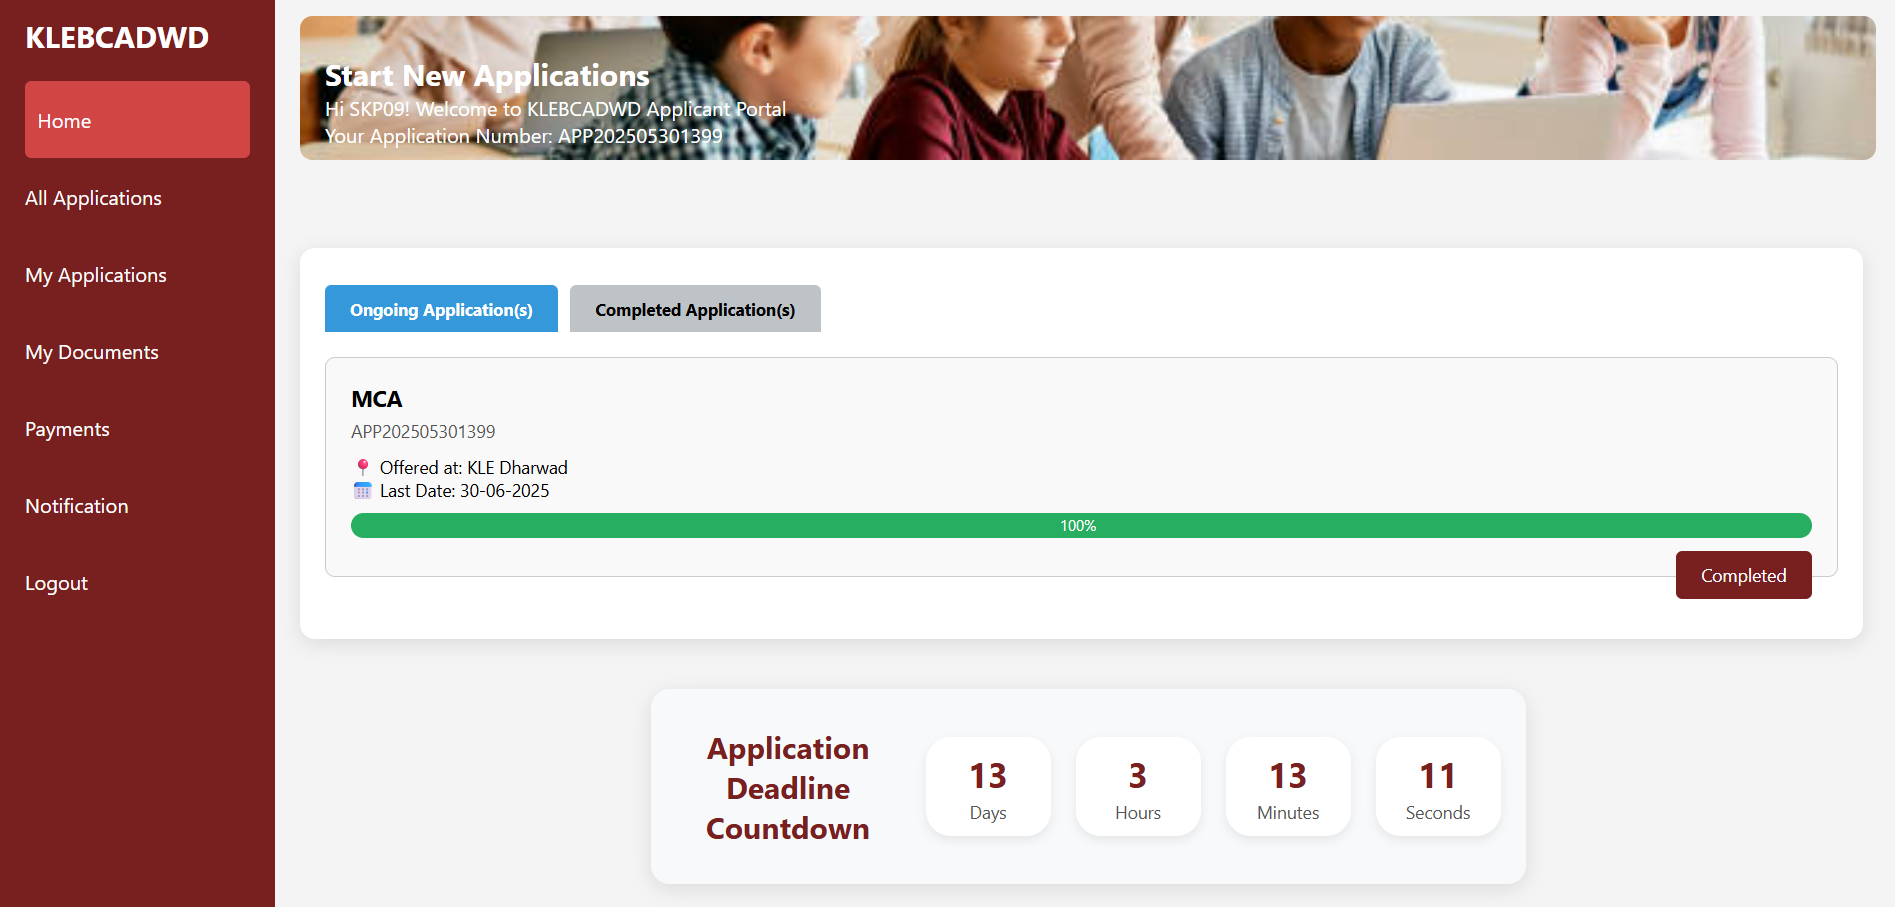 KLEBCADWD
Home
All Applications
My Applications
My Documents
Payments
Notification
Logout
Start New Applications
Hi SKP09! Welcome to KLEBCADWD Applicant Portal
Your Application Number: APP202505301399
Ongoing Application(s)
Completed Application(s)
MCA
APP202505301399
Offered at: KLE Dharwad
Last Date: 30-06-2025
100%
Completed
Application
Deadline
Countdown
13
Days
3
Hours
13
Minutes
11
Seconds